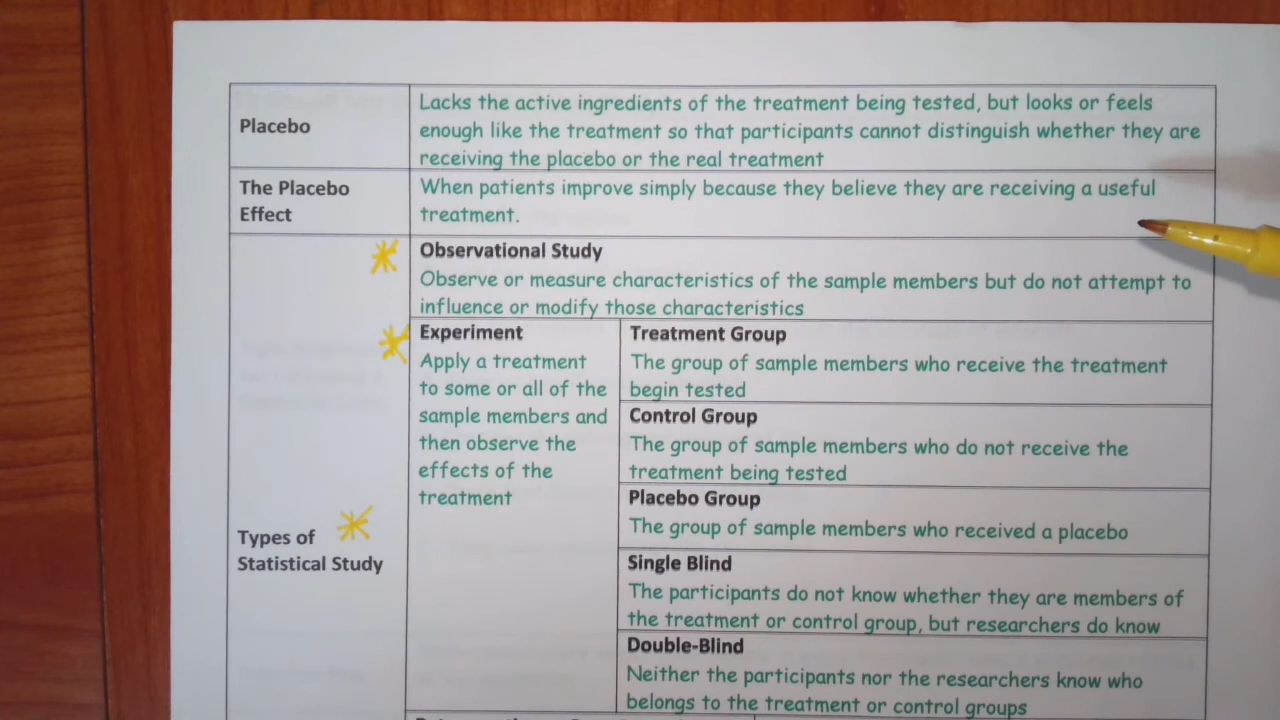 Placebo
Lacks the active ingredients of the treatment being tested, but looks or feels
enough like the treatment so that participants cannot distinguish whether they are
receiving the placebo or the real treatment
The Placebo
Effect
When patients improve simply because they believe they are receiving a useful
treatment.
Types of
Statistical Study
Observational Study
Observe or measure characteristics of the sample members but do not attempt to
influence or modify those characteristics
Experiment
Apply a treatment
to some or all of the
sample members and
then observe the
effects of the
treatment
Treatment Group
The group of sample members who receive the treatment
begin tested
Control Group
The group of sample members who do not receive the
treatment being tested
Placebo Group
The group of sample members who received a placebo
Single Blind
The participants do not know whether they are members of
the treatment or control group, but researchers do know
Double-Blind
Neither the participants nor the researchers know who
belongs to the treatment or control groups